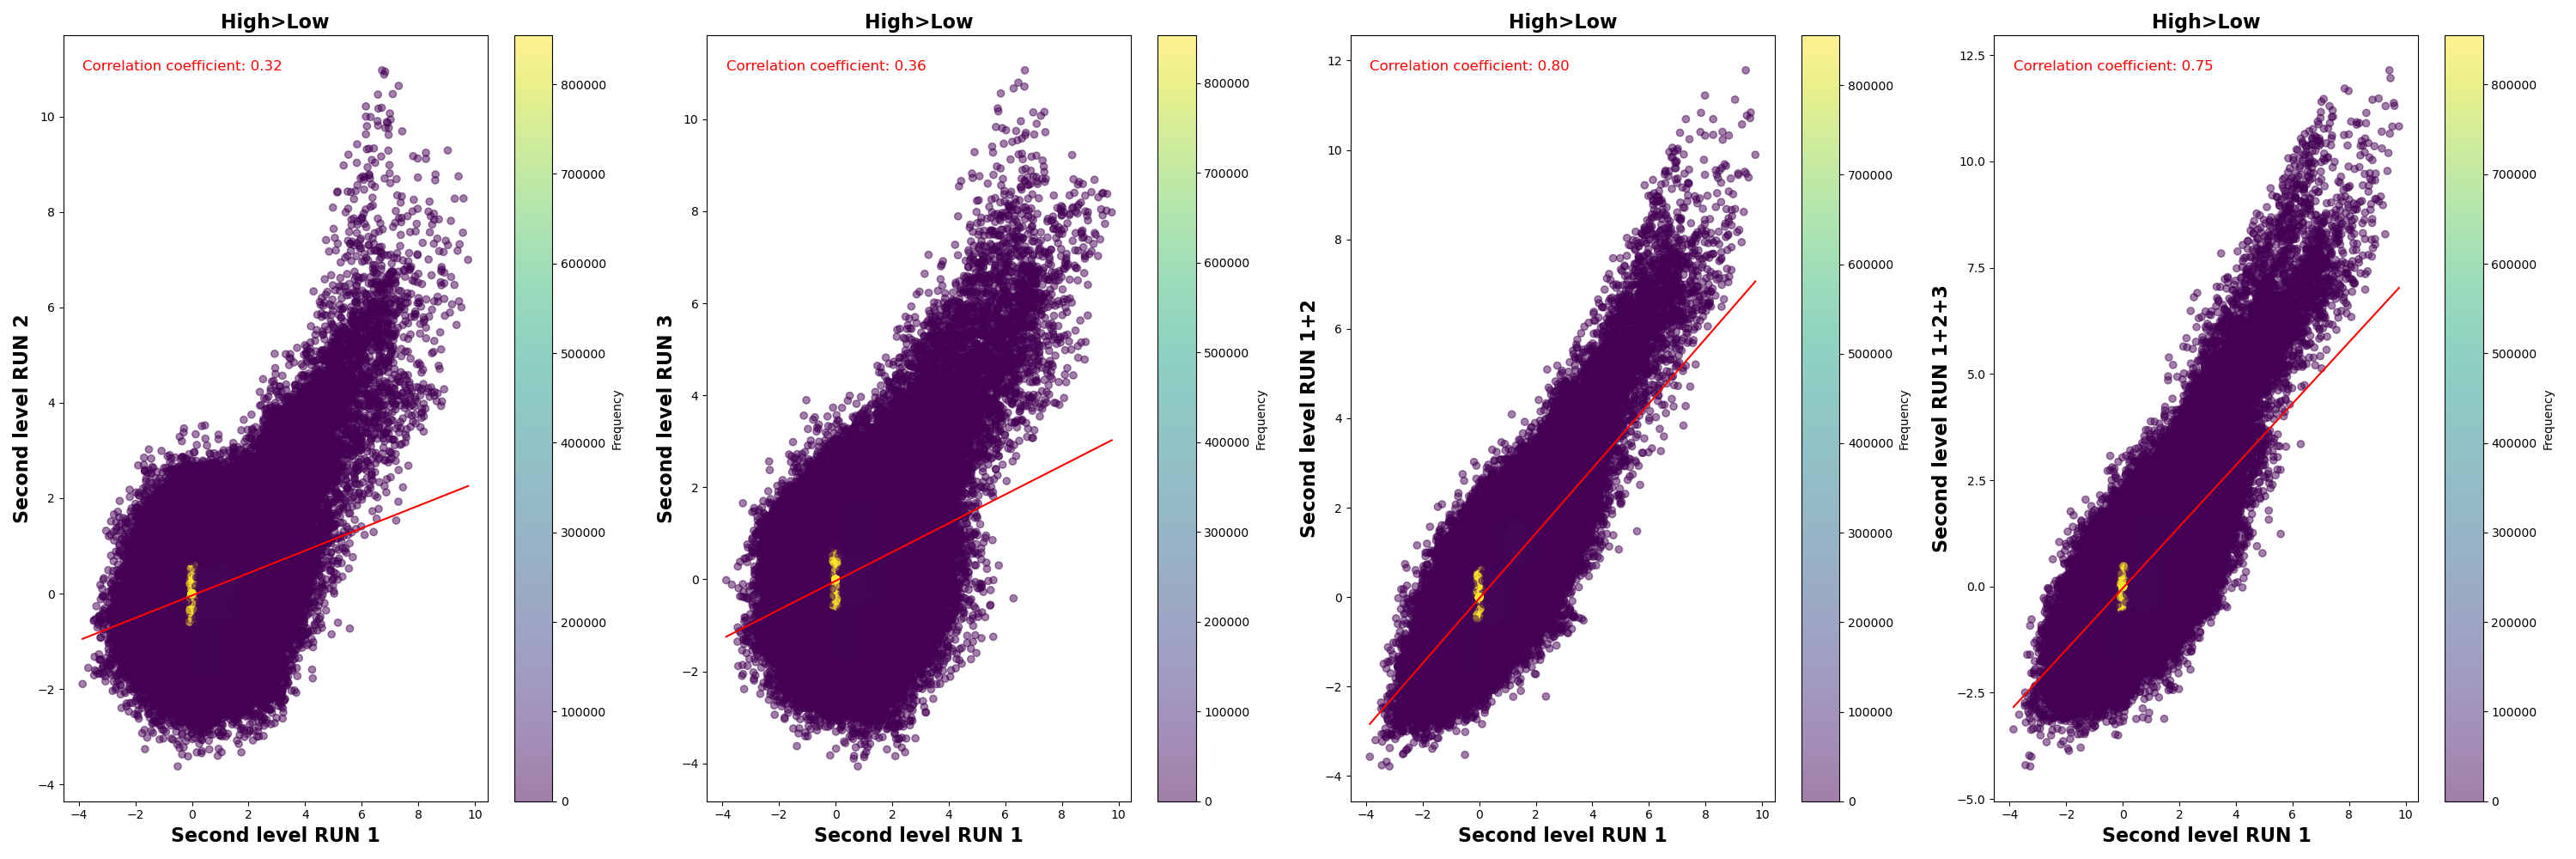 High>Low
Correlation coefficient: 0.32
10
8
6
4
2
0
−2
−4
−4 −2 0 2 4 6 8 10
Second level RUN 1
Second level RUN 2
800000
700000
600000
500000
400000
300000
200000
100000
0
Frequency
High>Low
Correlation coefficient: 0.36
10
8
6
4
2
0
−2
−4
−4 −2 0 2 4 6 8 10
Second level RUN 1
Second level RUN 3
800000
700000
600000
500000
400000
300000
200000
100000
0
Frequency
High>Low
Correlation coefficient: 0.80
12
10
8
6
4
2
0
−2
−4
−4 −2 0 2 4 6 8 10
Second level RUN 1
Second level RUN 1+2
800000
700000
600000
500000
400000
300000
200000
100000
0
Frequency
High>Low
Correlation coefficient: 0.75
12.5
10.0
7.5
5.0
2.5
0.0
−2.5
−5.0
−4 −2 0 2 4 6 8 10
Second level RUN 1
Second level RUN 1+2+3
800000
700000
600000
500000
400000
300000
200000
100000
0
Frequency